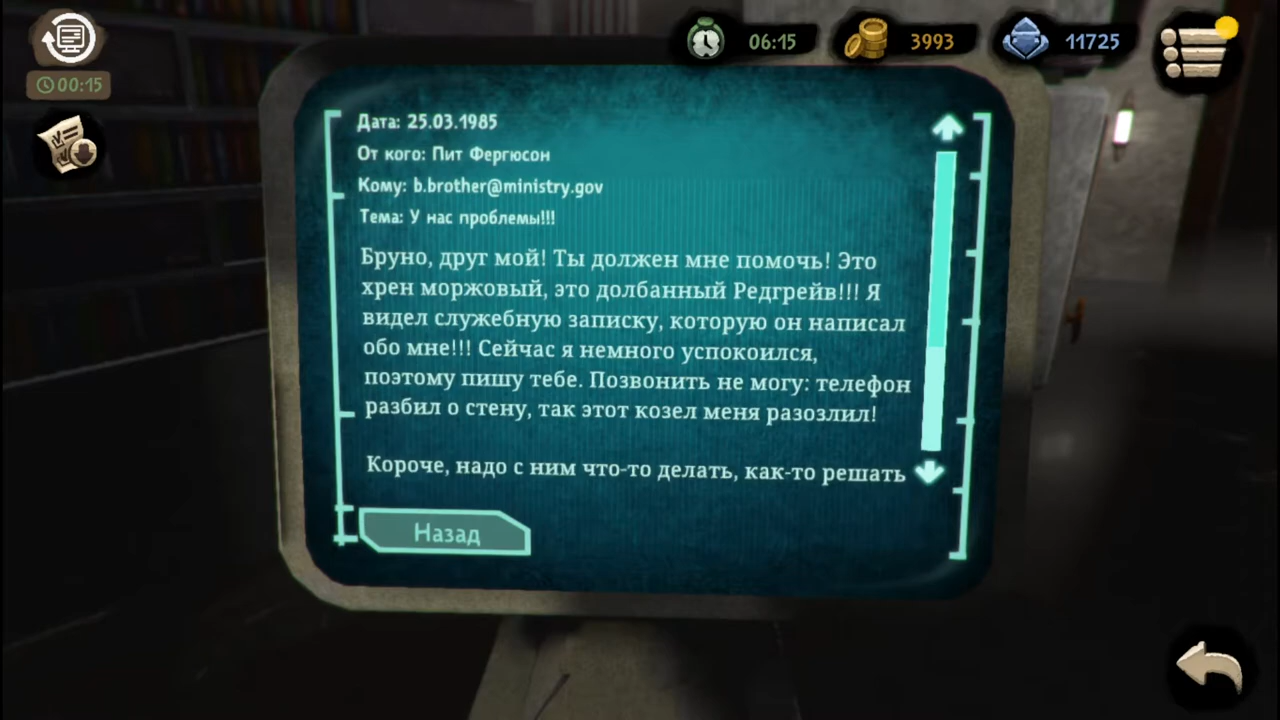 06:15
3993
11725
00:15
Дата: 25.03.1985
От кого: Пит Фергюсон
Кому: b.brother@ministry.gov
Тема: У нас проблемы!!!
Бруно, друг мой! Ты должен мне помочь! Это
хрен моржовый, это долбанный Редгрейв!!! Я
видел служебную записку, которую он написал
обо мне!!! Сейчас я немного успокоился,
поэтому пишу тебе. Позвонить не могу: телефон
разбил о стену, так этот козел меня разозлил!
Короче, надо с ним что-то делать, как-то решать
Назад